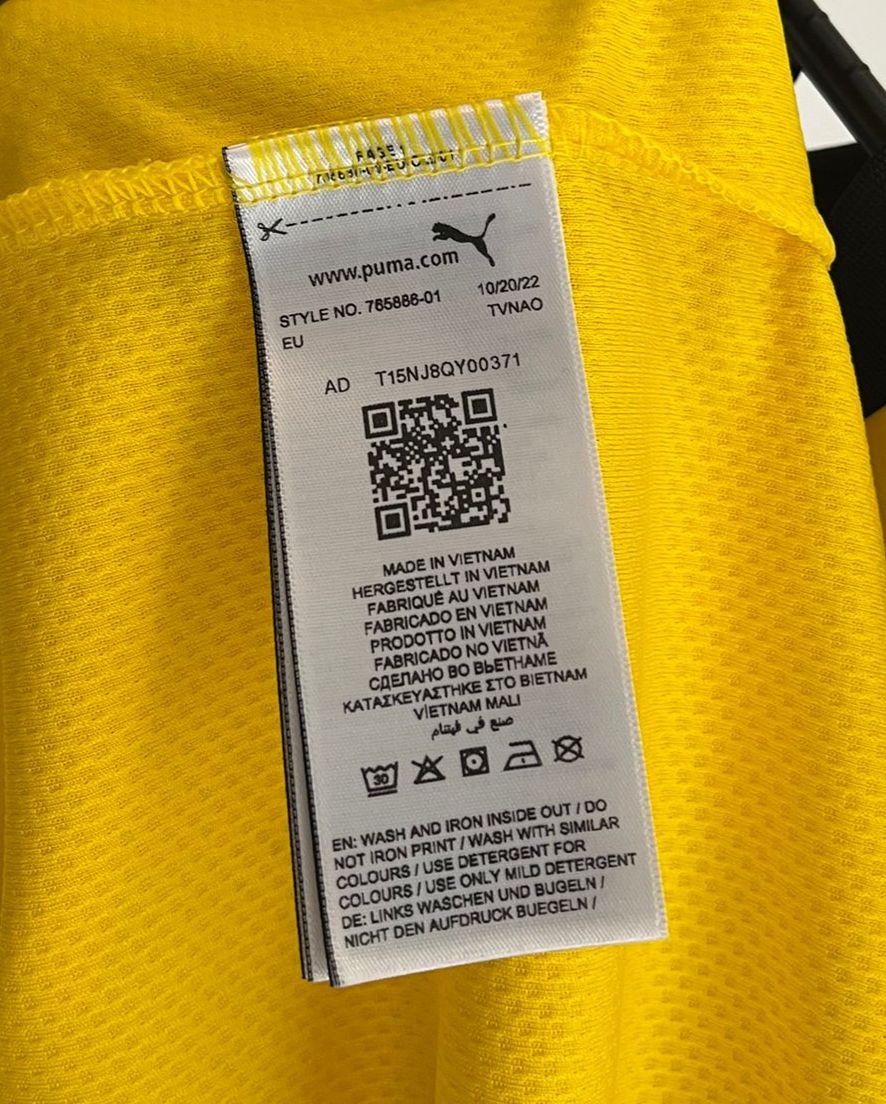 PAGE 1
www.puma.com
STYLE NO. 765886-01 10/20/22
EU TVNAO
AD T15NJ8QY00371
MADE IN VIETNAM
HERGESTELLT IN VIETNAM
FABRIQUÉ AU VIETNAM
FABRICADO EN VIETNAM
PRODOTTO IN VIETNAM
FABRICADO NO VIETNÃ
СДЕЛАНО ВО ВЬЕТНАМЕ
ΚΑΤΑΣΚΕΥΑΣΤΗΚΕ ΣΤΟ ΒΙΕΤΝΑΜ
VIETNAM MALI
صنع في فيتنام
30
EN: WASH AND IRON INSIDE OUT / DO
NOT IRON PRINT / WASH WITH SIMILAR
COLOURS / USE DETERGENT FOR
COLOURS / USE ONLY MILD DETERGENT
DE: LINKS WASCHEN UND BUGELN /
NICHT DEN AUFDRUCK BUEGELN /